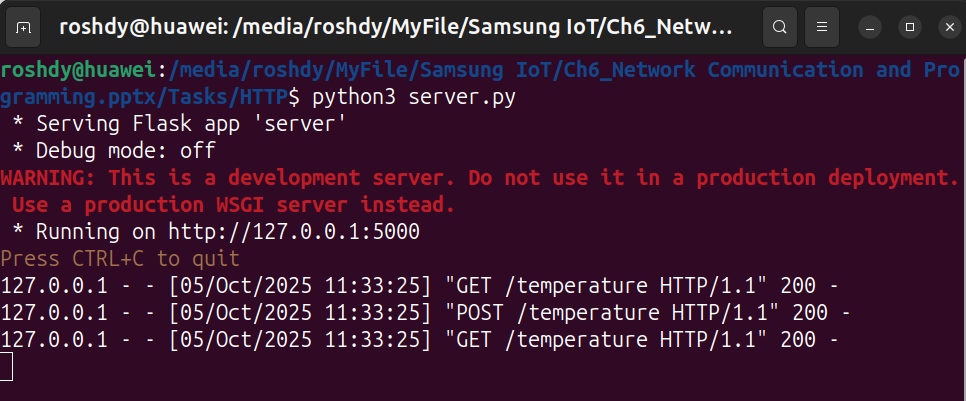 roshdy@huawei: /media/roshdy/MyFile/Samsung IoT/Ch6_Netw...
roshdy@huawei:/media/roshdy/MyFile/Samsung IoT/Ch6_Network Communication and Pro
gramming.pptx/Tasks/HTTP$ python3 server.py
 * Serving Flask app 'server'
 * Debug mode: off
WARNING: This is a development server. Do not use it in a production deployment.
 Use a production WSGI server instead.
 * Running on http://127.0.0.1:5000
Press CTRL+C to quit
127.0.0.1 - - [05/Oct/2025 11:33:25] "GET /temperature HTTP/1.1" 200 -
127.0.0.1 - - [05/Oct/2025 11:33:25] "POST /temperature HTTP/1.1" 200 -
127.0.0.1 - - [05/Oct/2025 11:33:25] "GET /temperature HTTP/1.1" 200 -